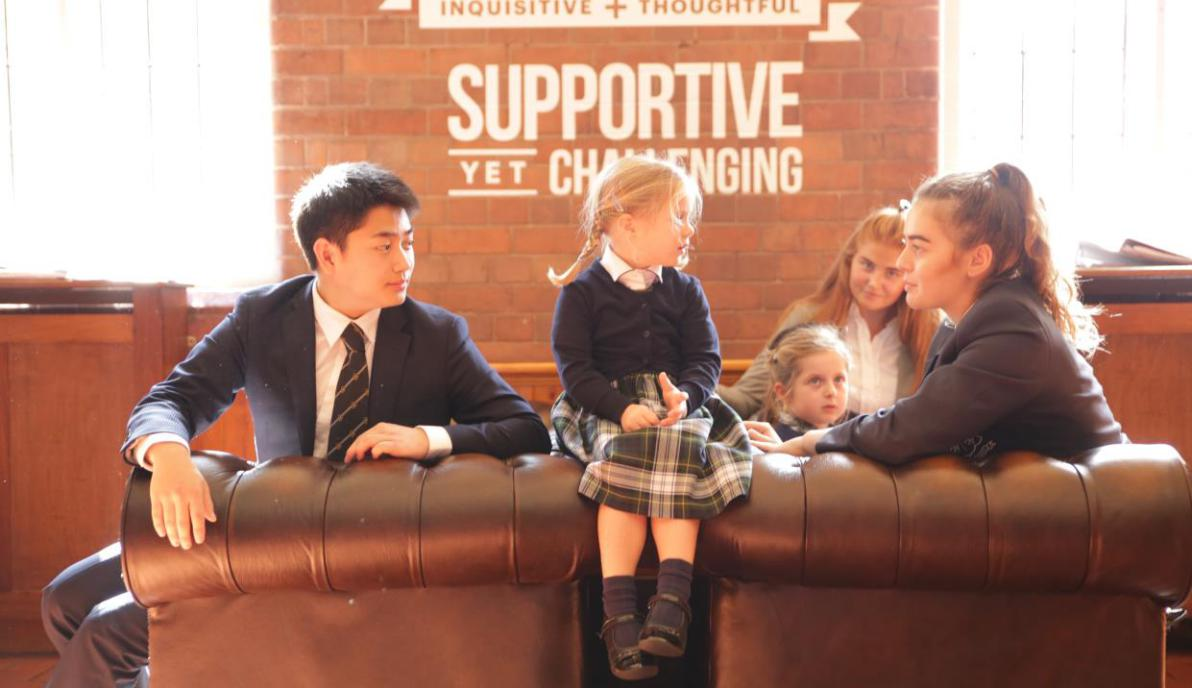 INQUISITIVE + THOUGHTFUL
SUPPORTIVE
YET CHALLENGING